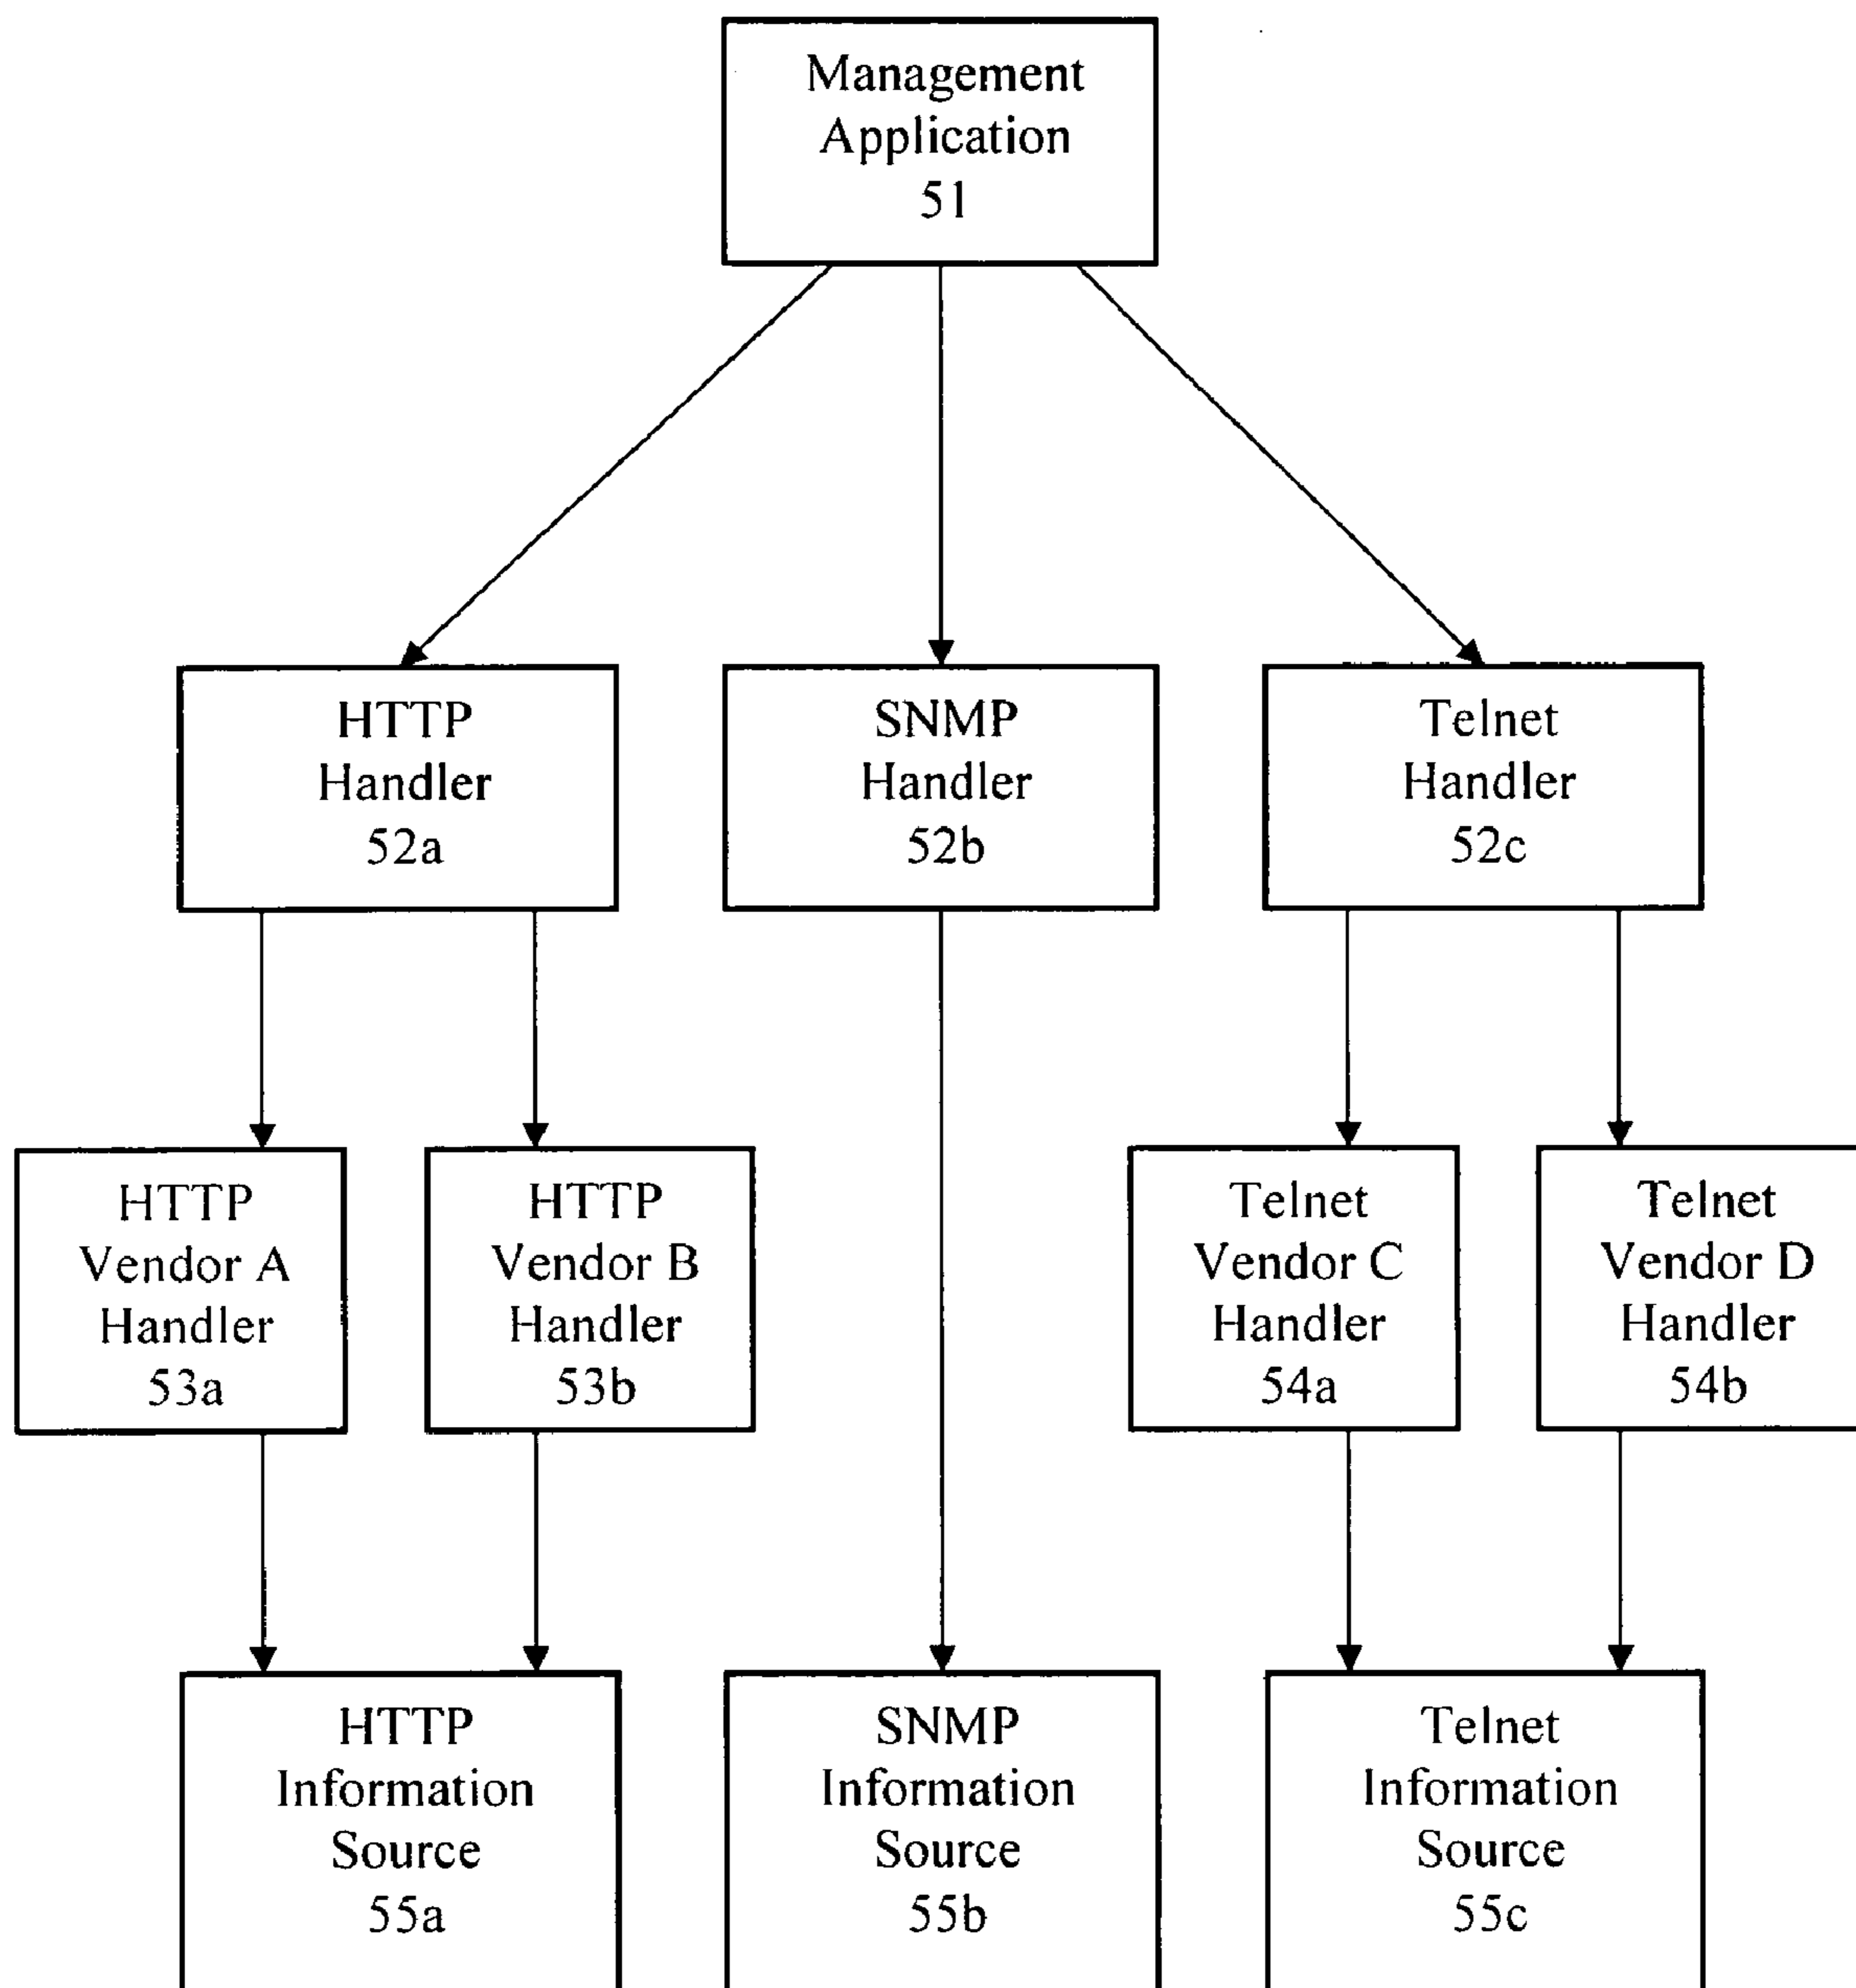 Management
Application
51
HTTP
Handler
52a
SNMP
Handler
52b
Telnet
Handler
52c
HTTP
Vendor A
Handler
53a
HTTP
Vendor B
Handler
53b
Telnet
Vendor C
Handler
54a
Telnet
Vendor D
Handler
54b
HTTP
Information
Source
55a
SNMP
Information
Source
55b
Telnet
Information
Source
55c